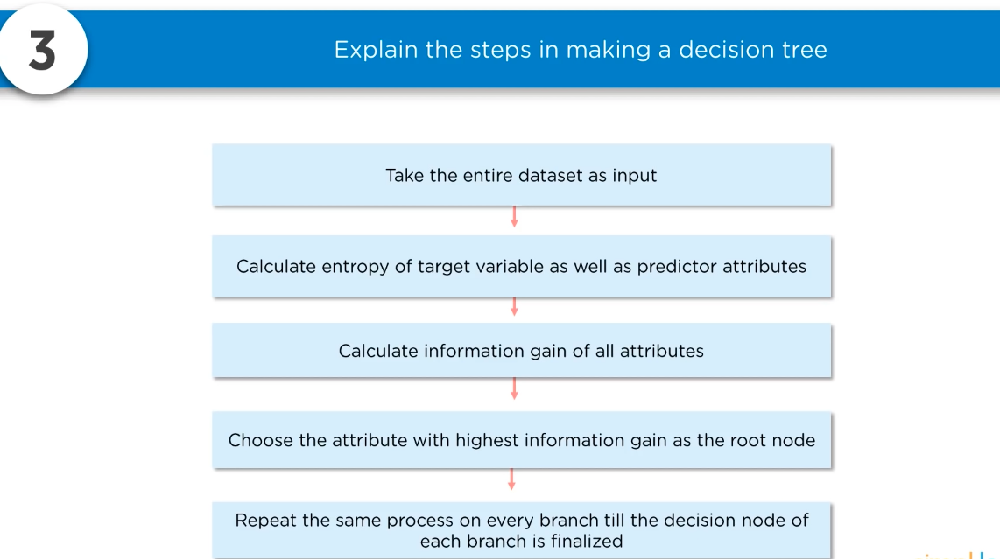 3
Explain the steps in making a decision tree
Take the entire dataset as input
Calculate entropy of target variable as well as predictor attributes
Calculate information gain of all attributes
Choose the attribute with highest information gain as the root node
Repeat the same process on every branch till the decision node of
each branch is finalized